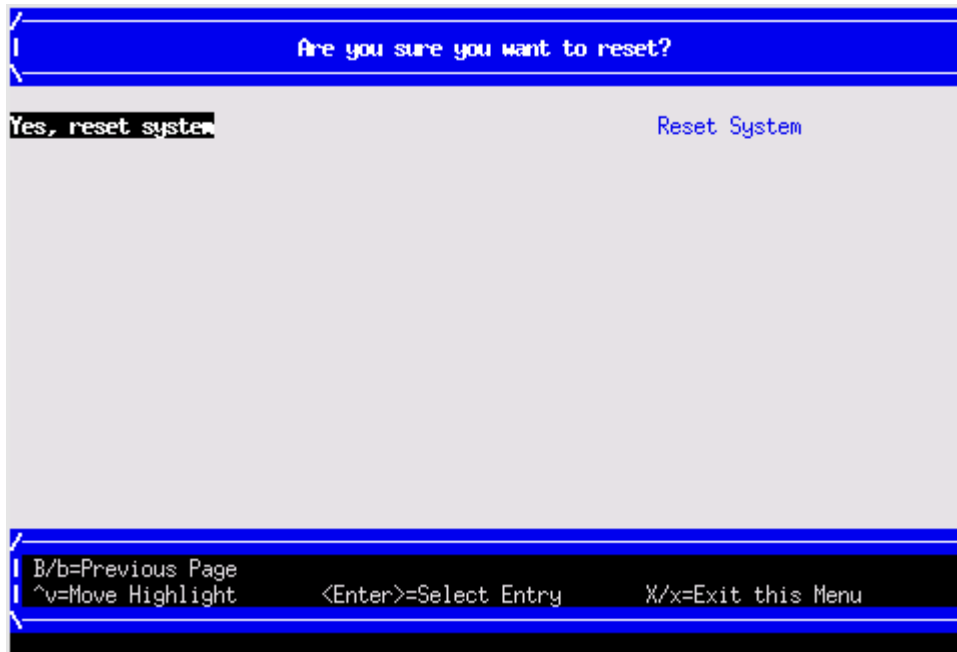 Are you sure you want to reset?
Yes, reset system Reset System
B/b=Previous Page
^v=Move Highlight <Enter>=Select Entry X/x=Exit this Menu